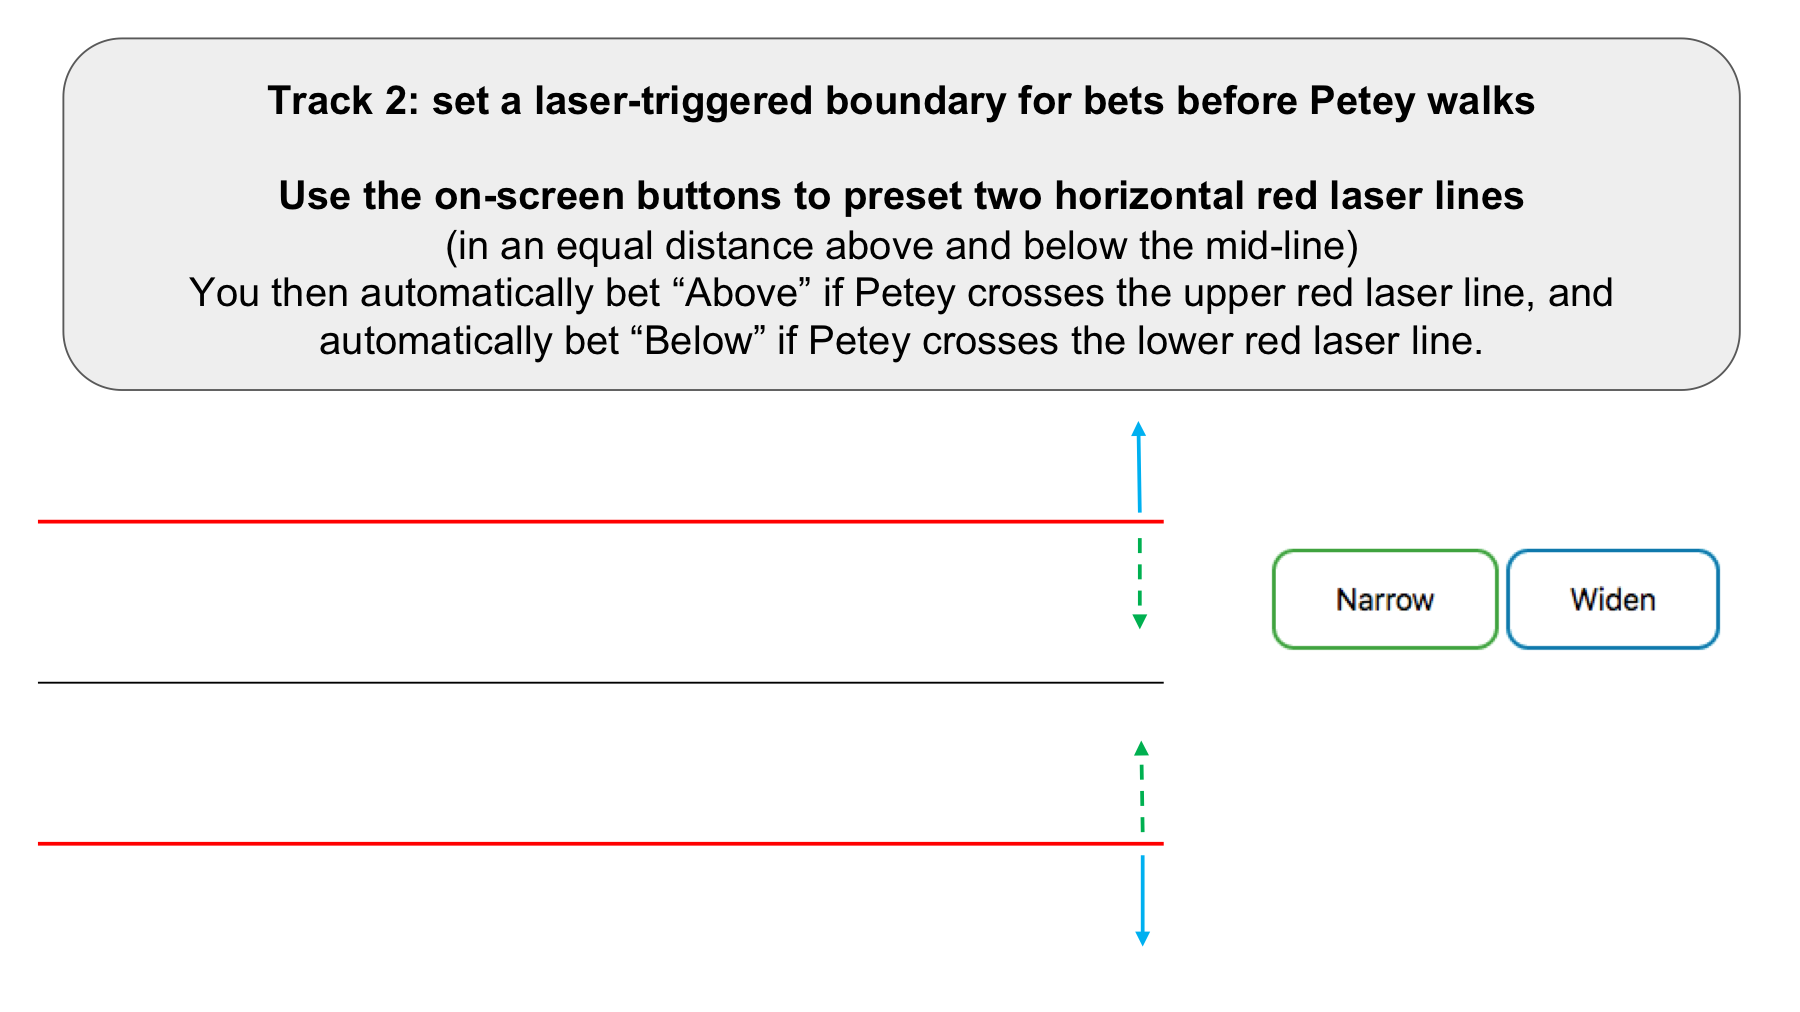 Track 2: set a laser-triggered boundary for bets before Petey walks
Use the on-screen buttons to preset two horizontal red laser lines
(in an equal distance above and below the mid-line)
You then automatically bet “Above” if Petey crosses the upper red laser line, and
automatically bet “Below” if Petey crosses the lower red laser line.
Narrow
Widen